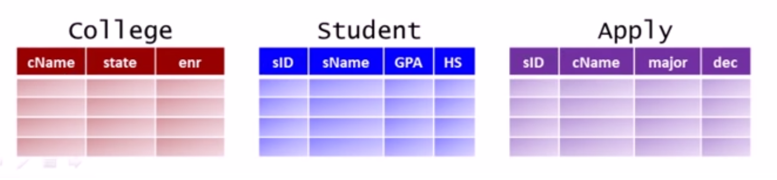 College Student Apply
cName state enr sID sName GPA HS sID cName major dec